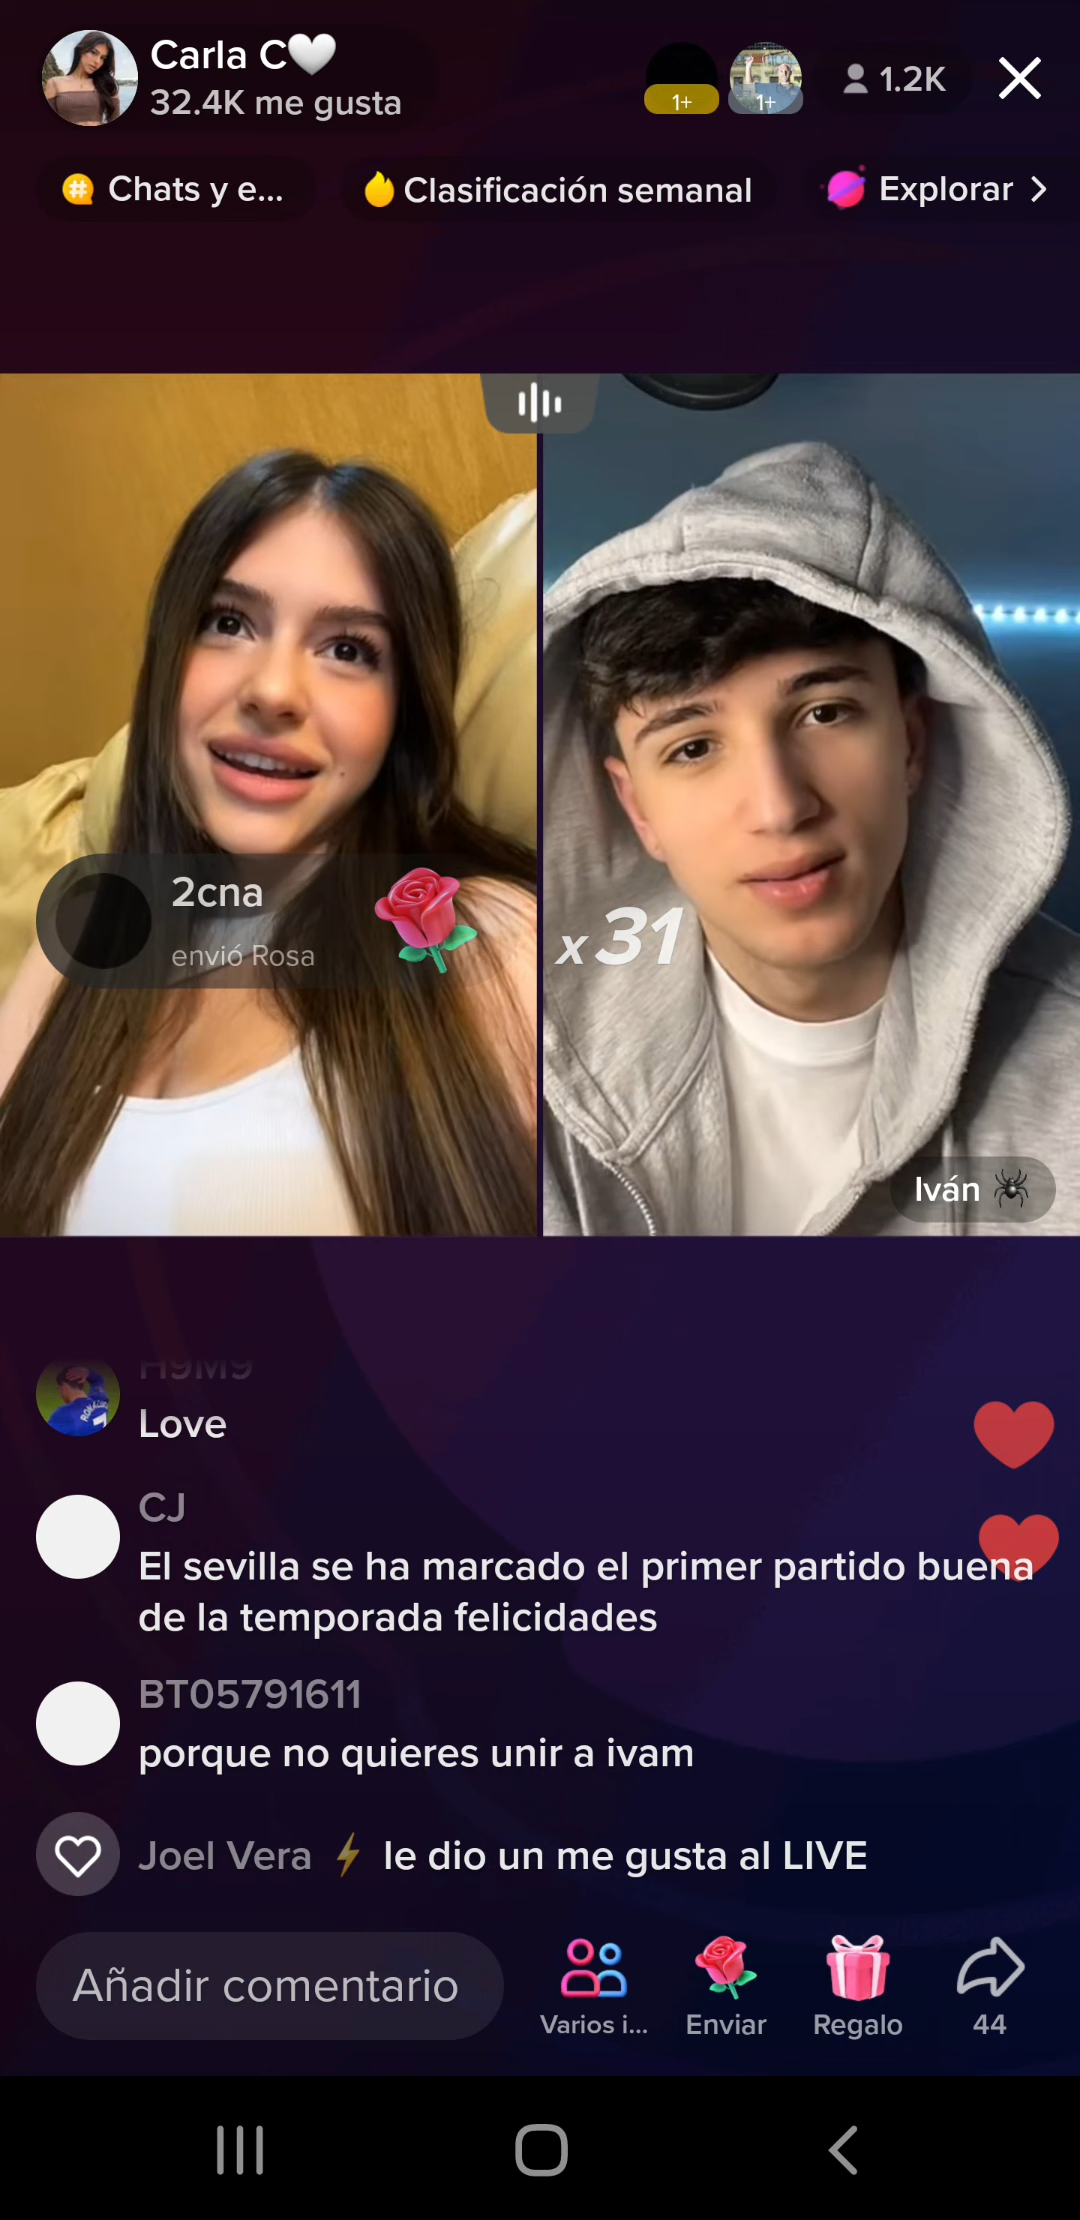 Carla C🤍
32.4K me gusta
1+
1+
1.2K
Chats y e...
Clasificación semanal
Explorar
2cna
envió Rosa
x 31
Iván 🕷
H9M9
Love
CJ
El sevilla se ha marcado el primer partido buena
de la temporada felicidades
BT05791611
porque no quieres unir a ivam
Joel Vera ⚡ le dio un me gusta al LIVE
Añadir comentario
Varios i...
Enviar
Regalo
44